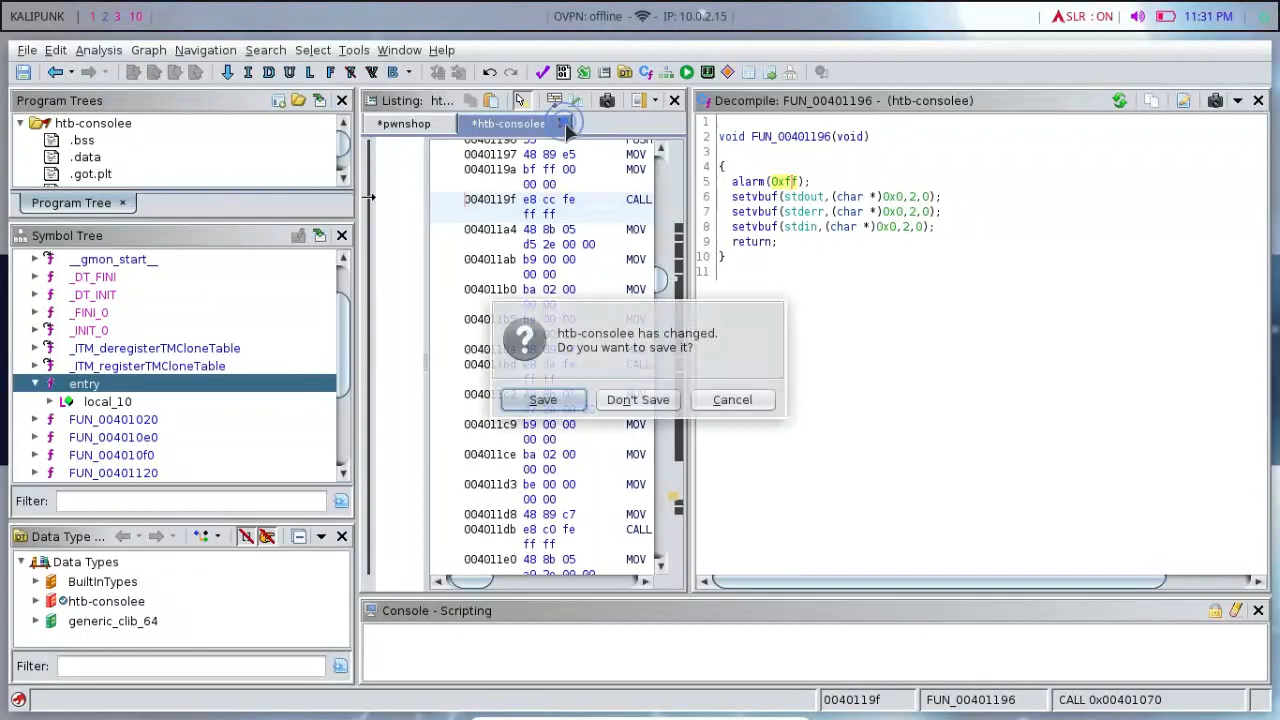 KALIPUNK | 1 2 3 10
OVPN: offline - - IP: 10.0.2.15
SLR : ON
11:31 PM
File Edit Analysis Graph Navigation Search Select Tools Window Help
I D U L F R V B
Program Trees
htb-consolee
.bss
.data
.got.plt
Program Tree ×
Symbol Tree
__gmon_start__
_DT_FINI
_DT_INIT
_FINI_0
_INIT_0
_ITM_deregisterTMCloneTable
_ITM_registerTMCloneTable
entry
local_10
FUN_00401020
FUN_004010e0
FUN_004010f0
FUN_00401120
Filter:
Data Type ...
Data Types
BuiltInTypes
htb-consolee
generic_clib_64
Filter:
Listing: ht...
*pwnshop
*htb-consolee
00401197 48 89 e5 MOV
0040119a bf ff 00 MOV
00 00
0040119f e8 cc fe CALL
ff ff
004011a4 48 8b 05 MOV
d5 2e 00 00
004011ab b9 00 00 MOV
00 00
004011b0 ba 02 00 MOV
htb-consolee has changed.
Do you want to save it?
Save Don't Save Cancel
004011c9 b9 00 00 MOV
00 00
004011ce ba 02 00 MOV
00 00
004011d3 be 00 00 MOV
00 00
004011d8 48 89 c7 MOV
004011db e8 c0 fe CALL
ff ff
004011e0 48 8b 05 MOV
Decompile: FUN_00401196 - (htb-consolee)
1
2 void FUN_00401196(void)
3
4 {
5 alarm(0xff);
6 setvbuf(stdout,(char *)0x0,2,0);
7 setvbuf(stderr,(char *)0x0,2,0);
8 setvbuf(stdin,(char *)0x0,2,0);
9 return;
10 }
11
Console - Scripting
0040119f FUN_00401196 CALL 0x00401070